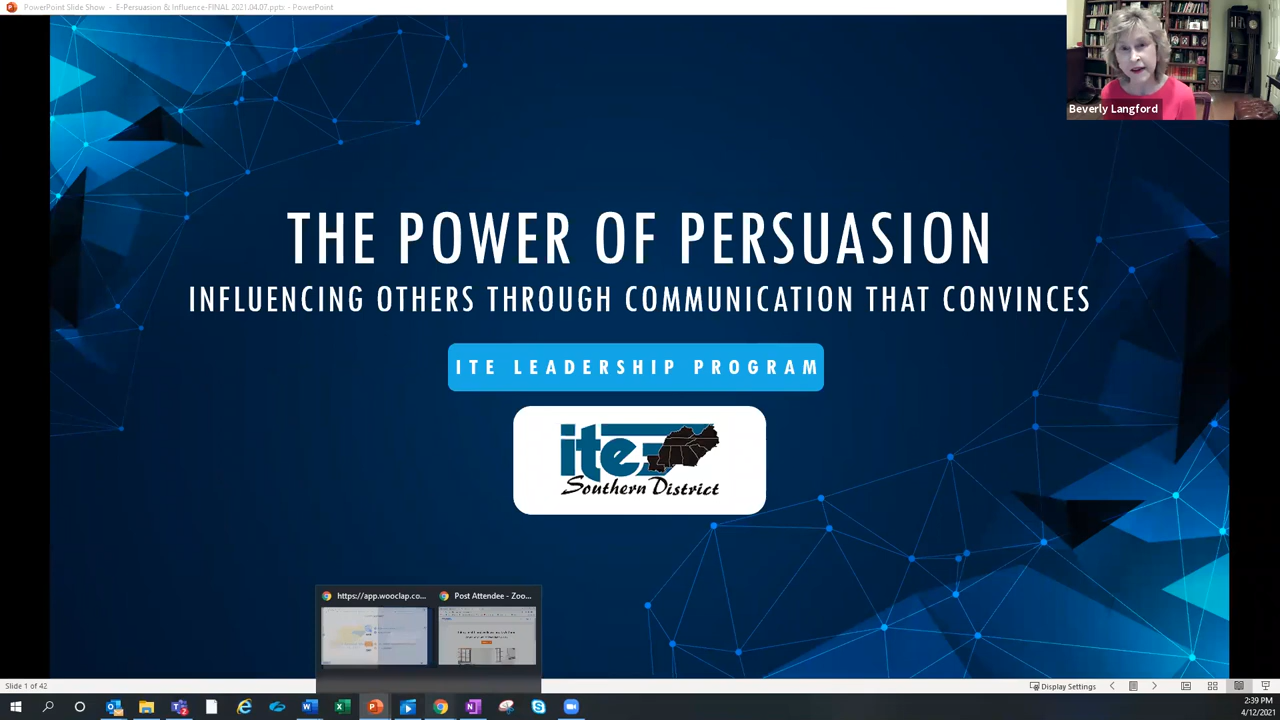 PowerPoint Slide Show - E-Persuasion & Influence-FINAL 2021.04.07.pptx - PowerPoint
Beverly Langford
THE POWER OF PERSUASION
INFLUENCING OTHERS THROUGH COMMUNICATION THAT CONVINCES
ITE LEADERSHIP PROGRAM
ite
Southern District
https://app.wooclap.co...
Post Attendee - Zoo...
Slide 1 of 42
Display Settings
2:39 PM
4/12/2021